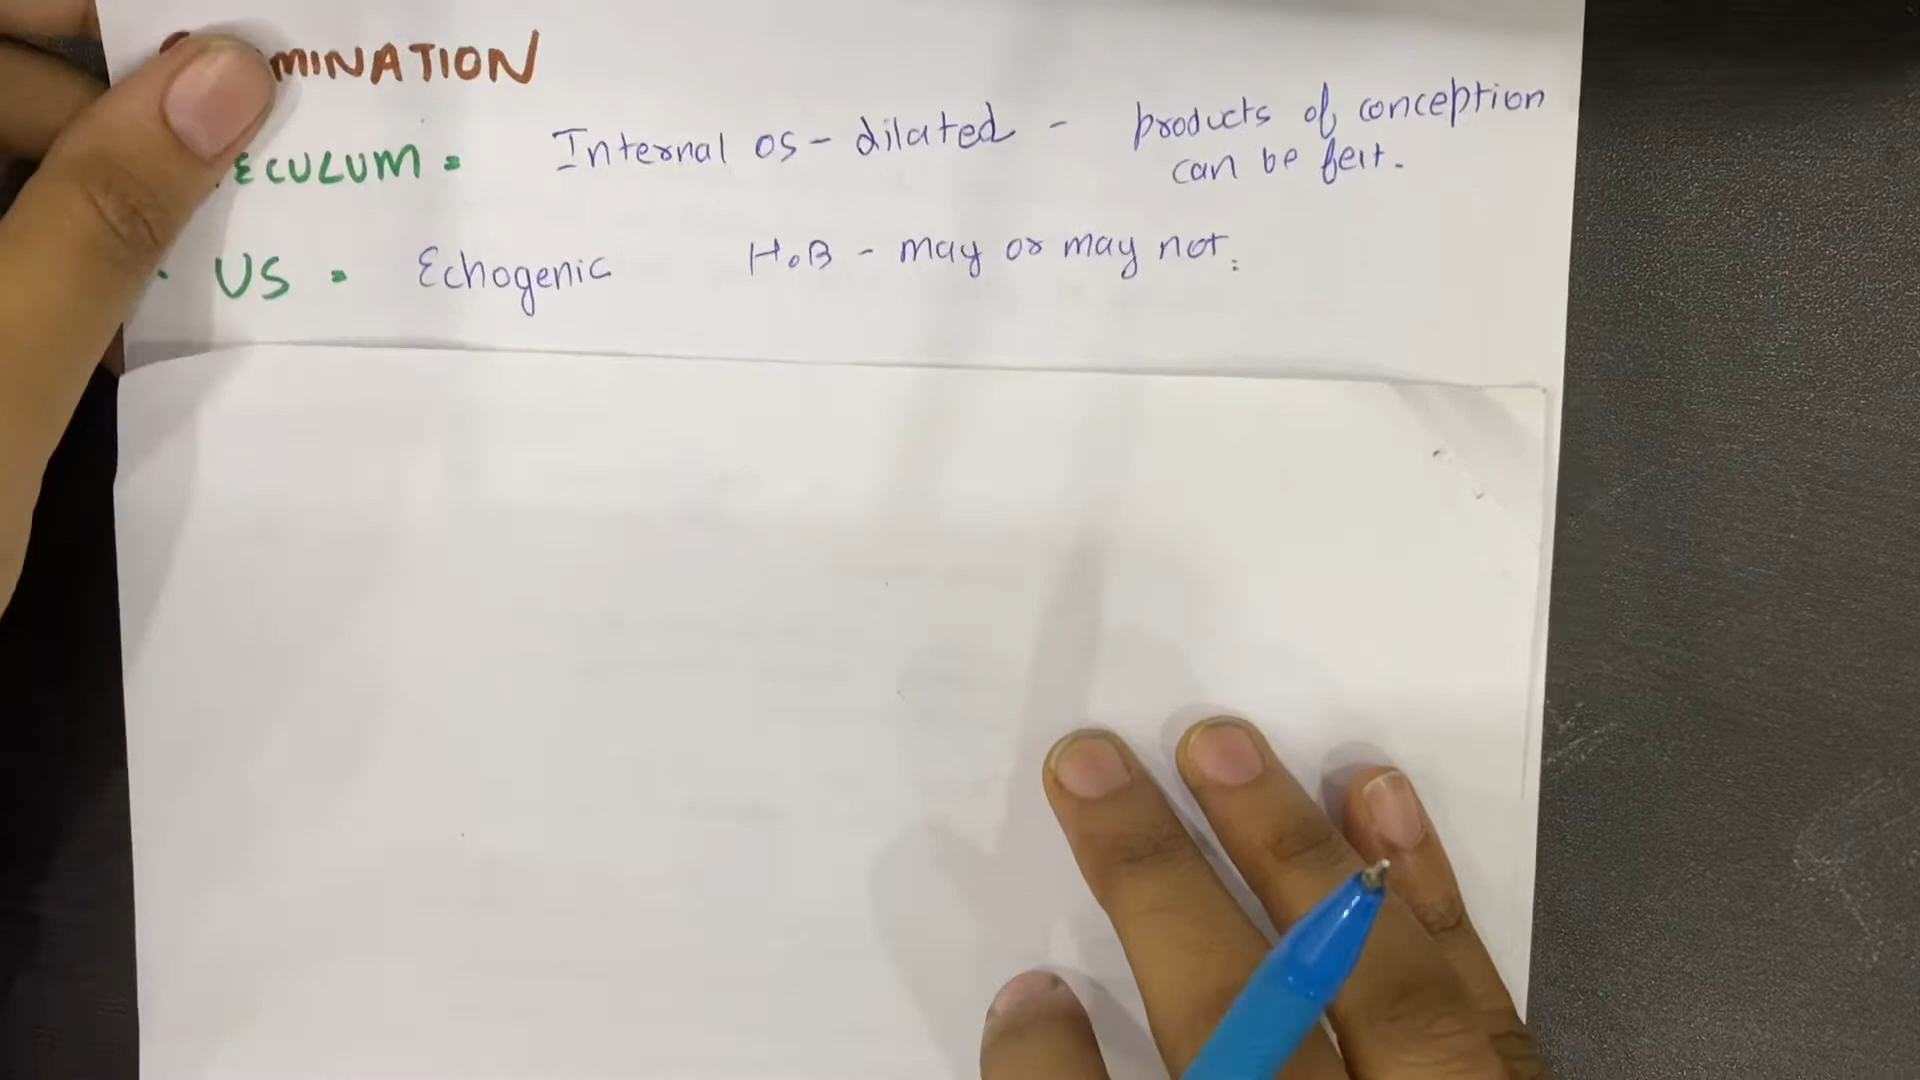 MINATION
ECULUM = Internal os - dilated - products of conception
can be felt.
US = Echogenic H.B - may or may not.